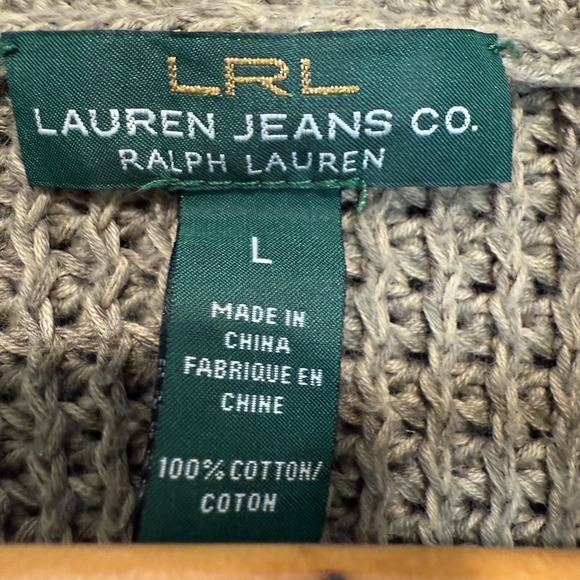 LRL
LAUREN JEANS CO.
RALPH LAUREN
L
MADE IN
CHINA
FABRIQUE EN
CHINE
100% COTTON/
COTON